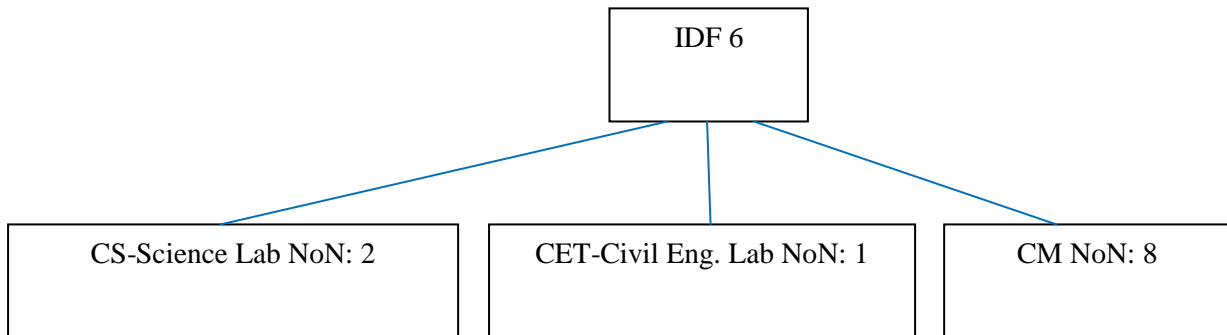 IDF 6
CS-Science Lab NoN: 2
CET-Civil Eng. Lab NoN: 1
CM NoN: 8